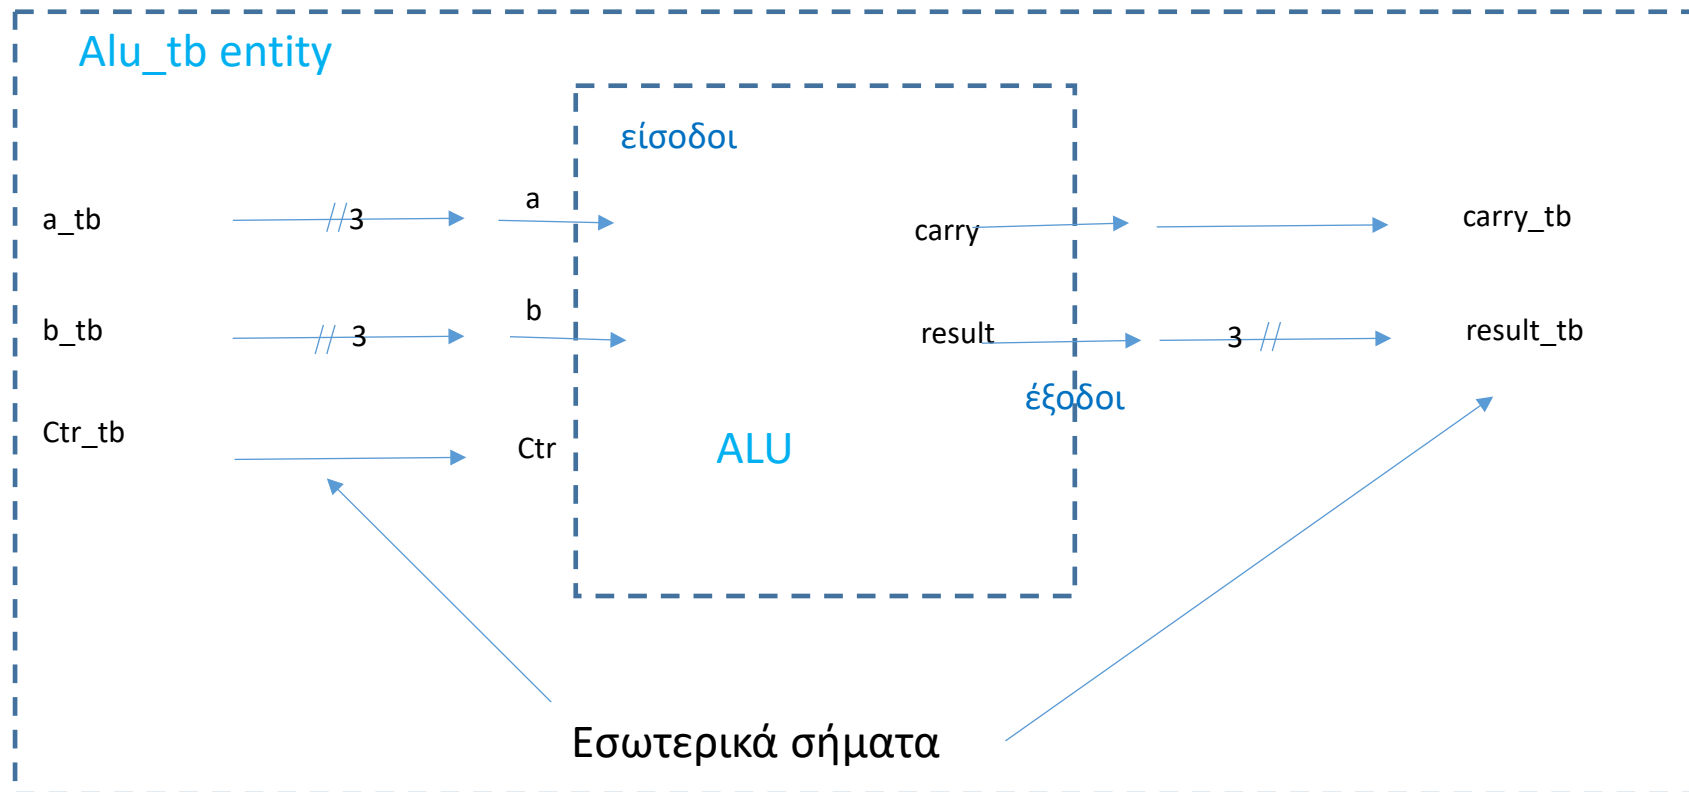 Alu_tb entity
είσοδοι
a_tb
3
a
carry
carry_tb
b_tb
3
b
result
3
result_tb
έξοδοι
Ctr_tb
Ctr
ALU
Εσωτερικά σήματα